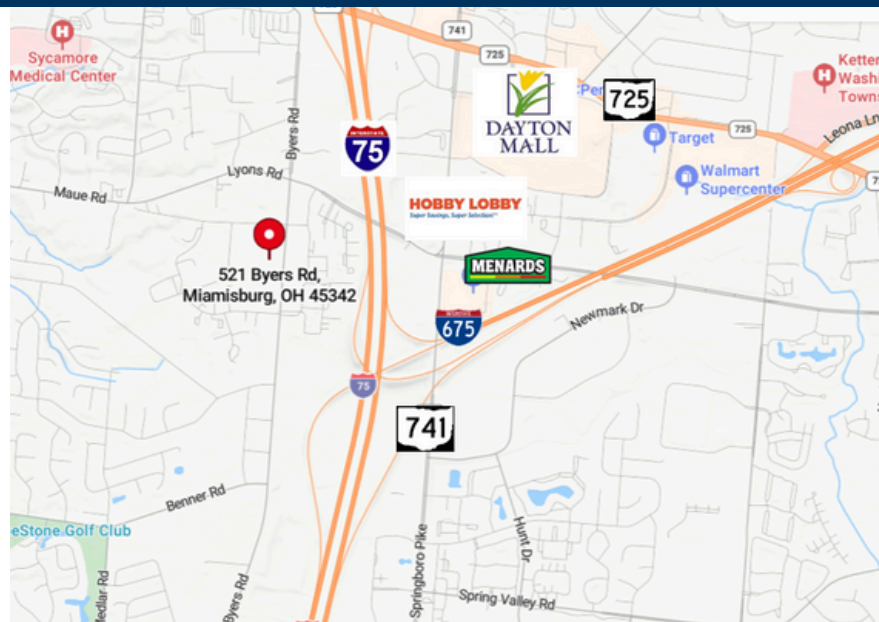 741
725
Sycamore
Medical Center
DAYTON
MALL
725
Target
725
Walmart
Supercenter
Leona Ln
Byers Rd
INTERSTATE
75
Lyons Rd
Maue Rd
HOBBY LOBBY
Super Savings, Super Selection!
521 Byers Rd,
Miamisburg, OH 45342
MENARDS
INTERSTATE
675
Newmark Dr
75
741
Benner Rd
eStone Golf Club
Hunt Dr
Springboro Pike
Byers Rd
Spring Valley Rd